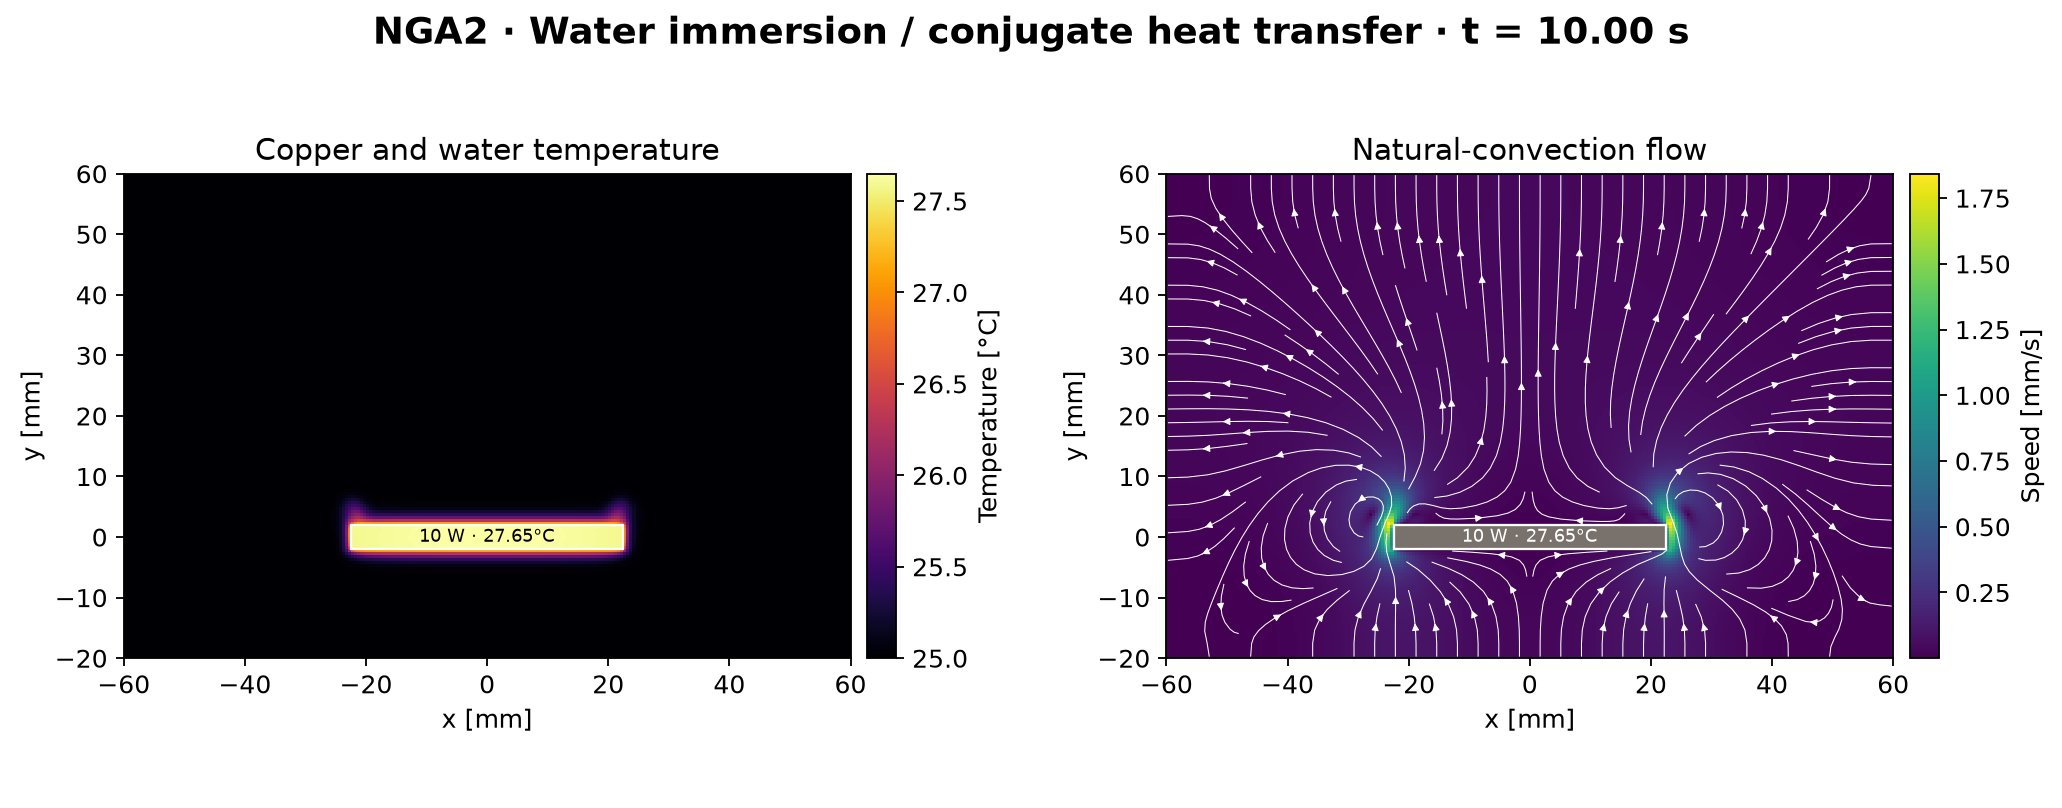 NGA2 · Water immersion / conjugate heat transfer · t = 10.00 s
Copper and water temperature
60
50
40
30
20
10
0
−10
−20
y [mm]
10 W · 27.65°C
−60 −40 −20 0 20 40 60
x [mm]
27.5
27.0
26.5
26.0
25.5
25.0
Temperature [°C]
Natural-convection flow
60
50
40
30
20
10
0
−10
−20
y [mm]
10 W · 27.65°C
−60 −40 −20 0 20 40 60
x [mm]
1.75
1.50
1.25
1.00
0.75
0.50
0.25
Speed [mm/s]